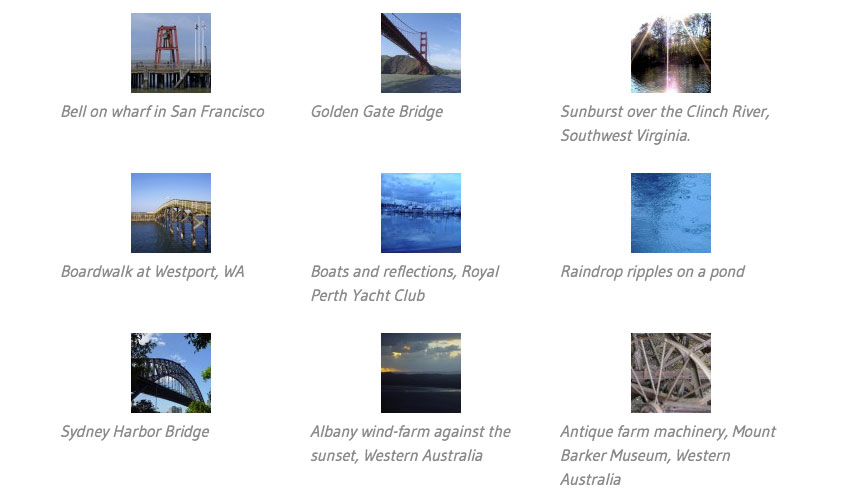 Bell on wharf in San Francisco
Golden Gate Bridge
Sunburst over the Clinch River,
Southwest Virginia.
Boardwalk at Westport, WA
Boats and reflections, Royal
Perth Yacht Club
Raindrop ripples on a pond
Sydney Harbor Bridge
Albany wind-farm against the
sunset, Western Australia
Antique farm machinery, Mount
Barker Museum, Western
Australia